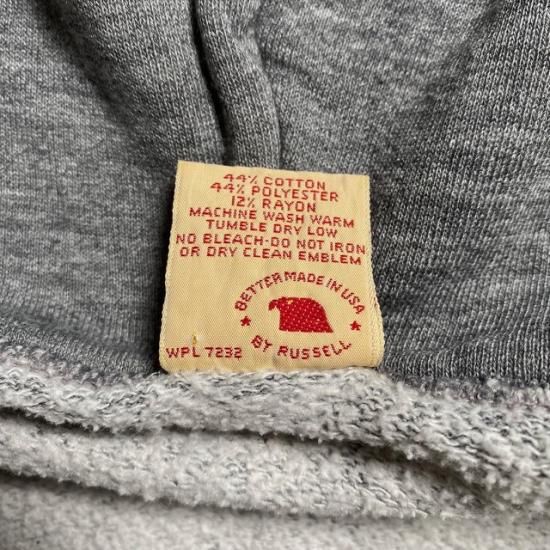 44% COTTON
44% POLYESTER
12% RAYON
MACHINE WASH WARM
TUMBLE DRY LOW
NO BLEACH-DO NOT IRON
OR DRY CLEAN EMBLEM
BETTER MADE IN USA
BY RUSSELL
WPL 7232